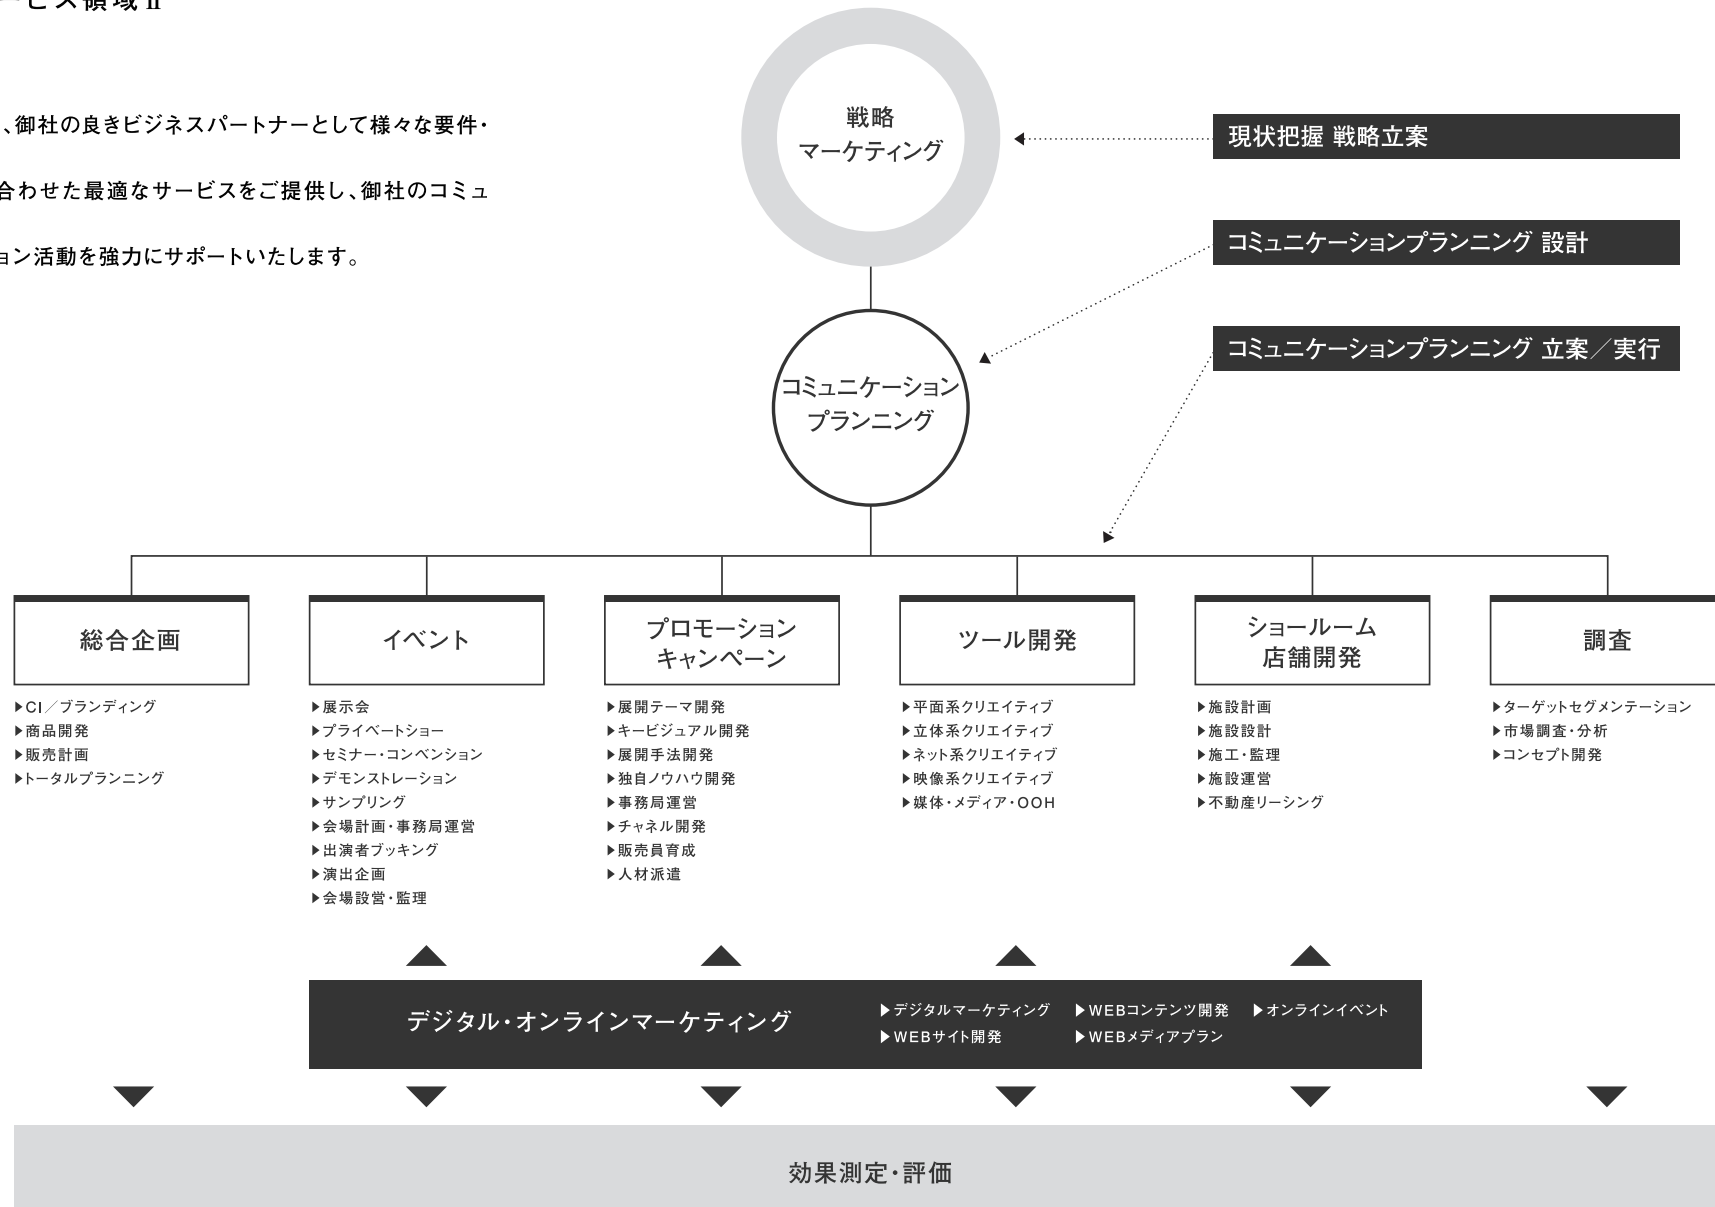 ービス領域 II
、御社の良きビジネスパートナーとして様々な要件・
合わせた最適なサービスをご提供し、御社のコミュ
ョン活動を強力にサポートいたします。
戦略
マーケティング
現状把握 戦略立案
コミュニケーションプランニング 設計
コミュニケーションプランニング 立案／実行
コミュニケーション
プランニング
総合企画
▶CI／ブランディング
▶商品開発
▶販売計画
▶トータルプランニング
イベント
▶展示会
▶プライベートショー
▶セミナー・コンベンション
▶デモンストレーション
▶サンプリング
▶会場計画・事務局運営
▶出演者ブッキング
▶演出企画
▶会場設営・監理
プロモーション
キャンペーン
▶展開テーマ開発
▶キービジュアル開発
▶展開手法開発
▶独自ノウハウ開発
▶事務局運営
▶チャネル開発
▶販売員育成
▶人材派遣
ツール開発
▶平面系クリエイティブ
▶立体系クリエイティブ
▶ネット系クリエイティブ
▶映像系クリエイティブ
▶媒体・メディア・OOH
ショールーム
店舗開発
▶施設計画
▶施設設計
▶施工・監理
▶施設運営
▶不動産リーシング
調査
▶ターゲットセグメンテーション
▶市場調査・分析
▶コンセプト開発
デジタル・オンラインマーケティング
▶デジタルマーケティング ▶WEBコンテンツ開発 ▶オンラインイベント
▶WEBサイト開発 ▶WEBメディアプラン
効果測定・評価